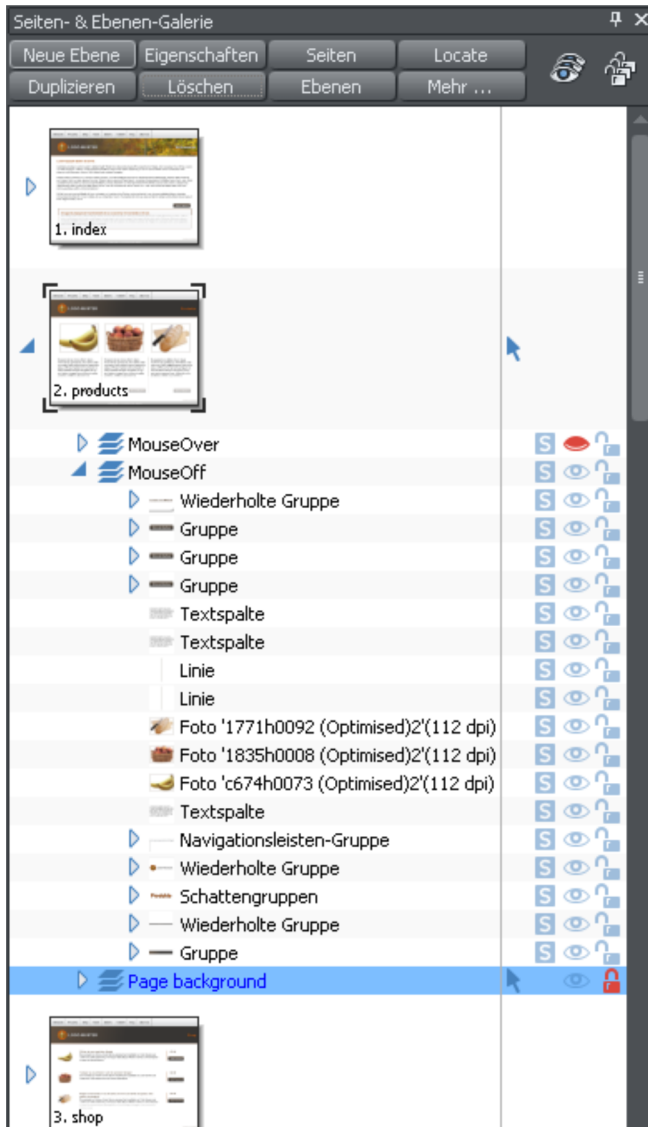 Seiten- & Ebenen-Galerie
Neue Ebene Eigenschaften Seiten Locate
Duplizieren Löschen Ebenen Mehr ...
1. index
2. products
MouseOver
MouseOff
Wiederholte Gruppe
Gruppe
Gruppe
Gruppe
Textspalte
Textspalte
Linie
Linie
Foto '1771h0092 (Optimised)2'(112 dpi)
Foto '1835h0008 (Optimised)2'(112 dpi)
Foto 'c674h0073 (Optimised)2'(112 dpi)
Textspalte
Navigationsleisten-Gruppe
Wiederholte Gruppe
Schattengruppen
Wiederholte Gruppe
Gruppe
Page background
3. shop